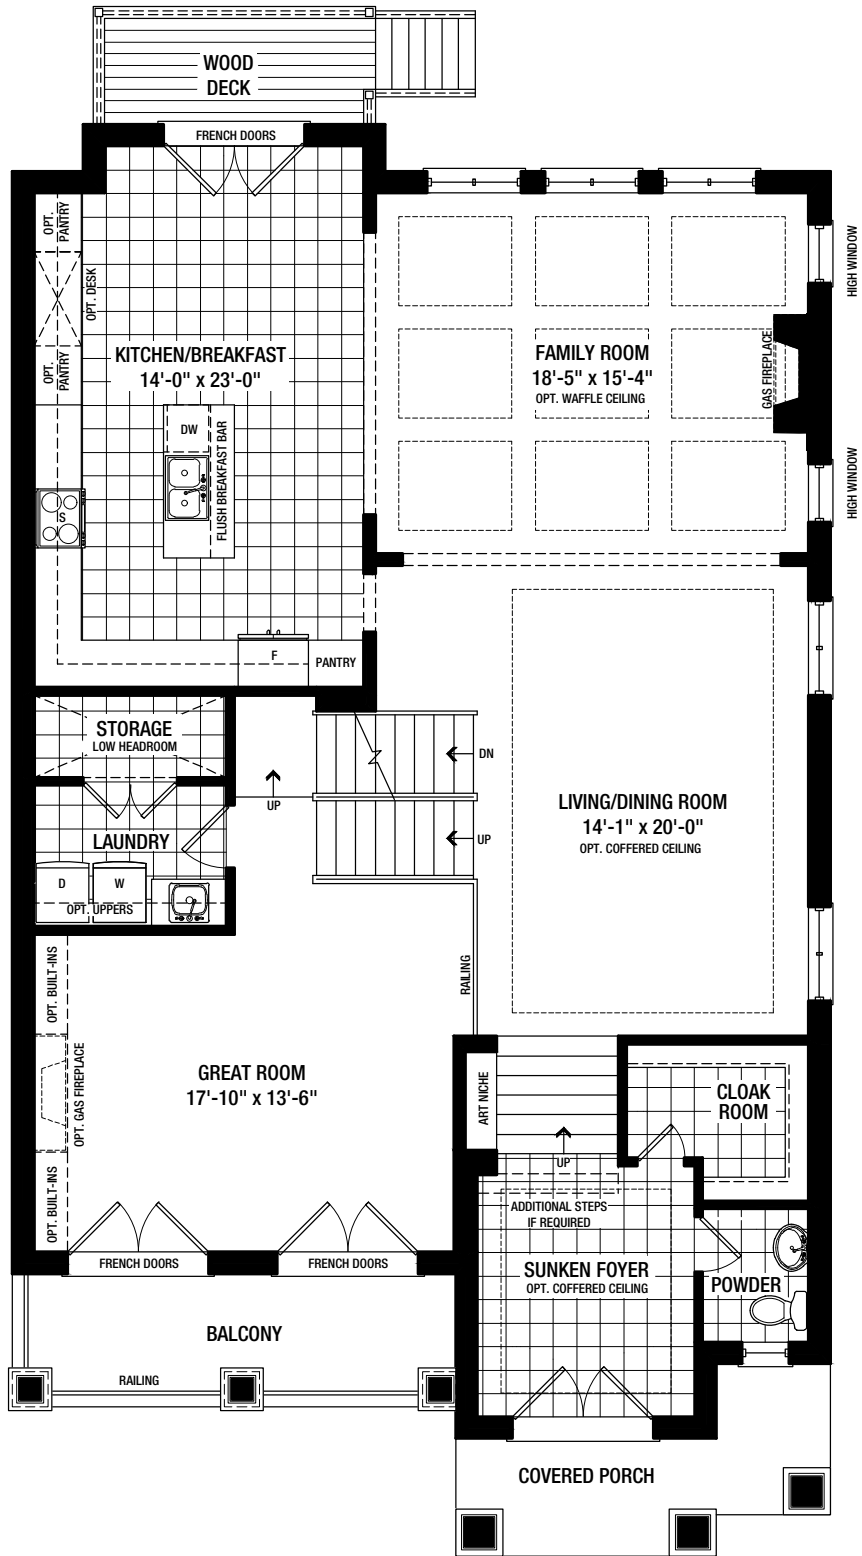 WOOD
DECK
FRENCH DOORS
OPT.
PANTRY
OPT. DESK
OPT.
PANTRY
KITCHEN/BREAKFAST
14'-0" x 23'-0"
DW
FLUSH BREAKFAST BAR
S
F
PANTRY
FAMILY ROOM
18'-5" x 15'-4"
OPT. WAFFLE CEILING
GAS FIREPLACE
HIGH WINDOW
HIGH WINDOW
STORAGE
LOW HEADROOM
UP
DN
UP
LAUNDRY
D
W
OPT. UPPERS
LIVING/DINING ROOM
14'-1" x 20'-0"
OPT. COFFERED CEILING
RAILING
OPT. BUILT-INS
OPT. GAS FIREPLACE
OPT. BUILT-INS
GREAT ROOM
17'-10" x 13'-6"
ART NICHE
UP
CLOAK
ROOM
ADDITIONAL STEPS
IF REQUIRED
SUNKEN FOYER
OPT. COFFERED CEILING
POWDER
FRENCH DOORS
FRENCH DOORS
BALCONY
RAILING
COVERED PORCH